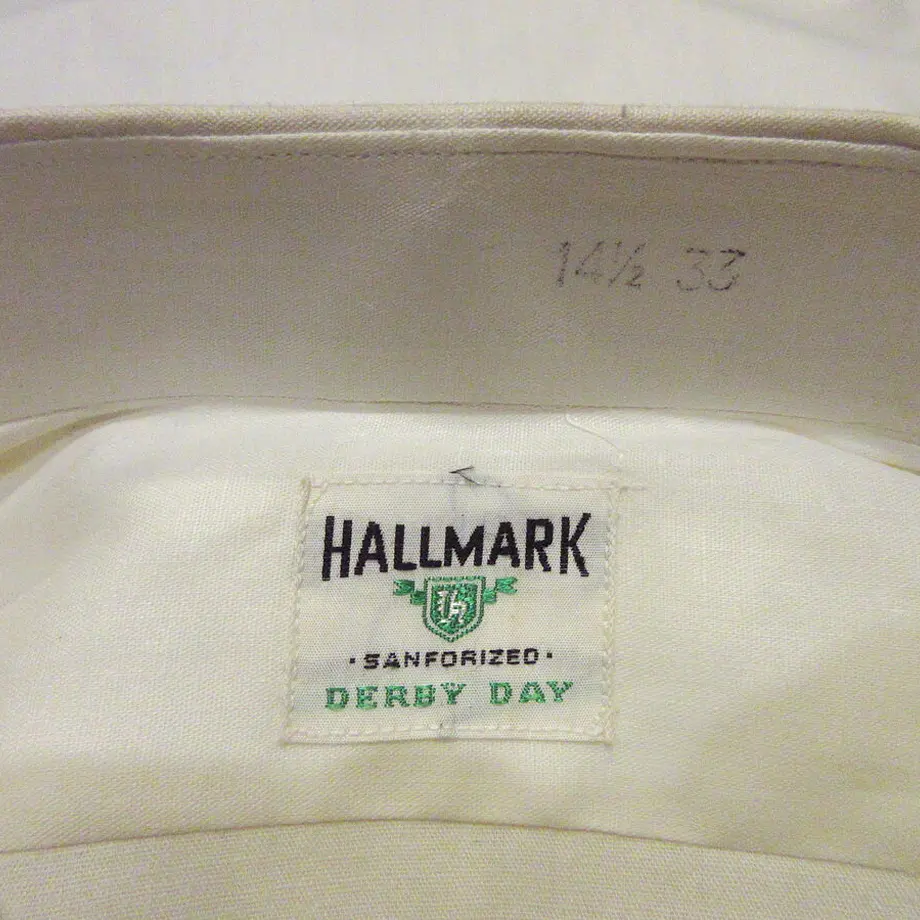 14½ 33
HALLMARK
H
· SANFORIZED ·
DERBY DAY